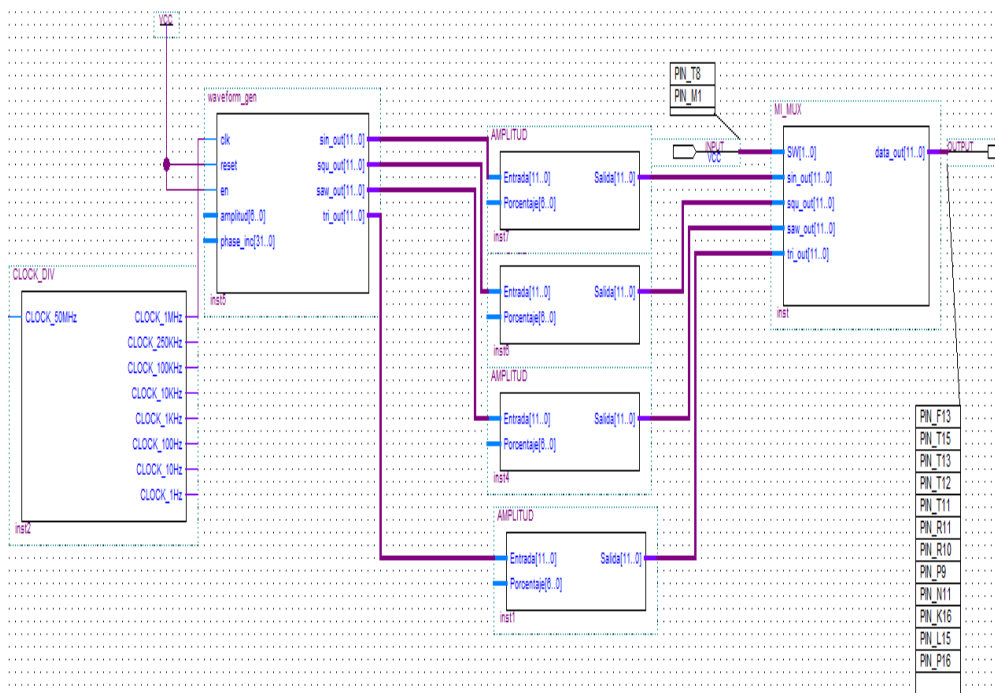 VCC
waveform_gen
clk
reset
en
amplitud[6..0]
phase_inc[31..0]
sin_out[11..0]
squ_out[11..0]
saw_out[11..0]
tri_out[11..0]
inst5
CLOCK_DIV
CLOCK_50MHz
CLOCK_1MHz
CLOCK_250KHz
CLOCK_100KHz
CLOCK_10KHz
CLOCK_1KHz
CLOCK_100Hz
CLOCK_10Hz
CLOCK_1Hz
inst2
AMPLITUD
Entrada[11..0]
Salida[11..0]
Porcentaje[6..0]
inst7
Entrada[11..0]
Salida[11..0]
Porcentaje[6..0]
inst6
AMPLITUD
Entrada[11..0]
Salida[11..0]
Porcentaje[6..0]
inst4
AMPLITUD
Entrada[11..0]
Salida[11..0]
Porcentaje[6..0]
inst1
PIN_T8
PIN_M1
INPUT
VCC
MI_MUX
SW[1..0]
sin_out[11..0]
squ_out[11..0]
saw_out[11..0]
tri_out[11..0]
data_out[11..0]
inst
OUTPUT
PIN_F13
PIN_T15
PIN_T13
PIN_T12
PIN_T11
PIN_R11
PIN_R10
PIN_P9
PIN_N11
PIN_K16
PIN_L15
PIN_P16